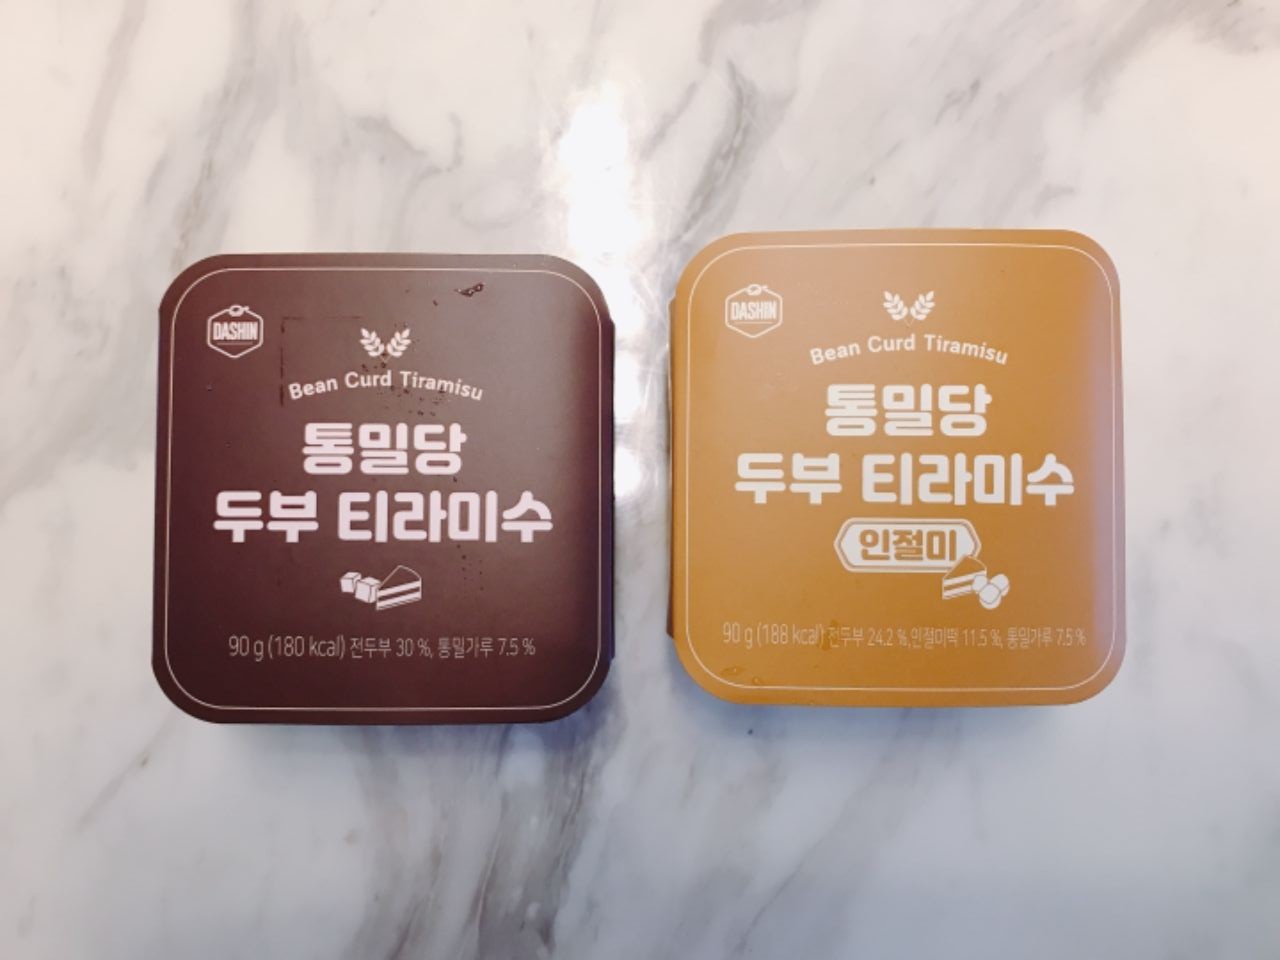 DASHIN
Bean Curd Tiramisu
통밀당
두부 티라미수
90 g (180 kcal) 전두부 30 %, 통밀가루 7.5 %
DASHIN
Bean Curd Tiramisu
통밀당
두부 티라미수
인절미
90 g (188 kcal) 전두부 24.2 %, 인절미떡 11.5 %, 통밀가루 7.5 %